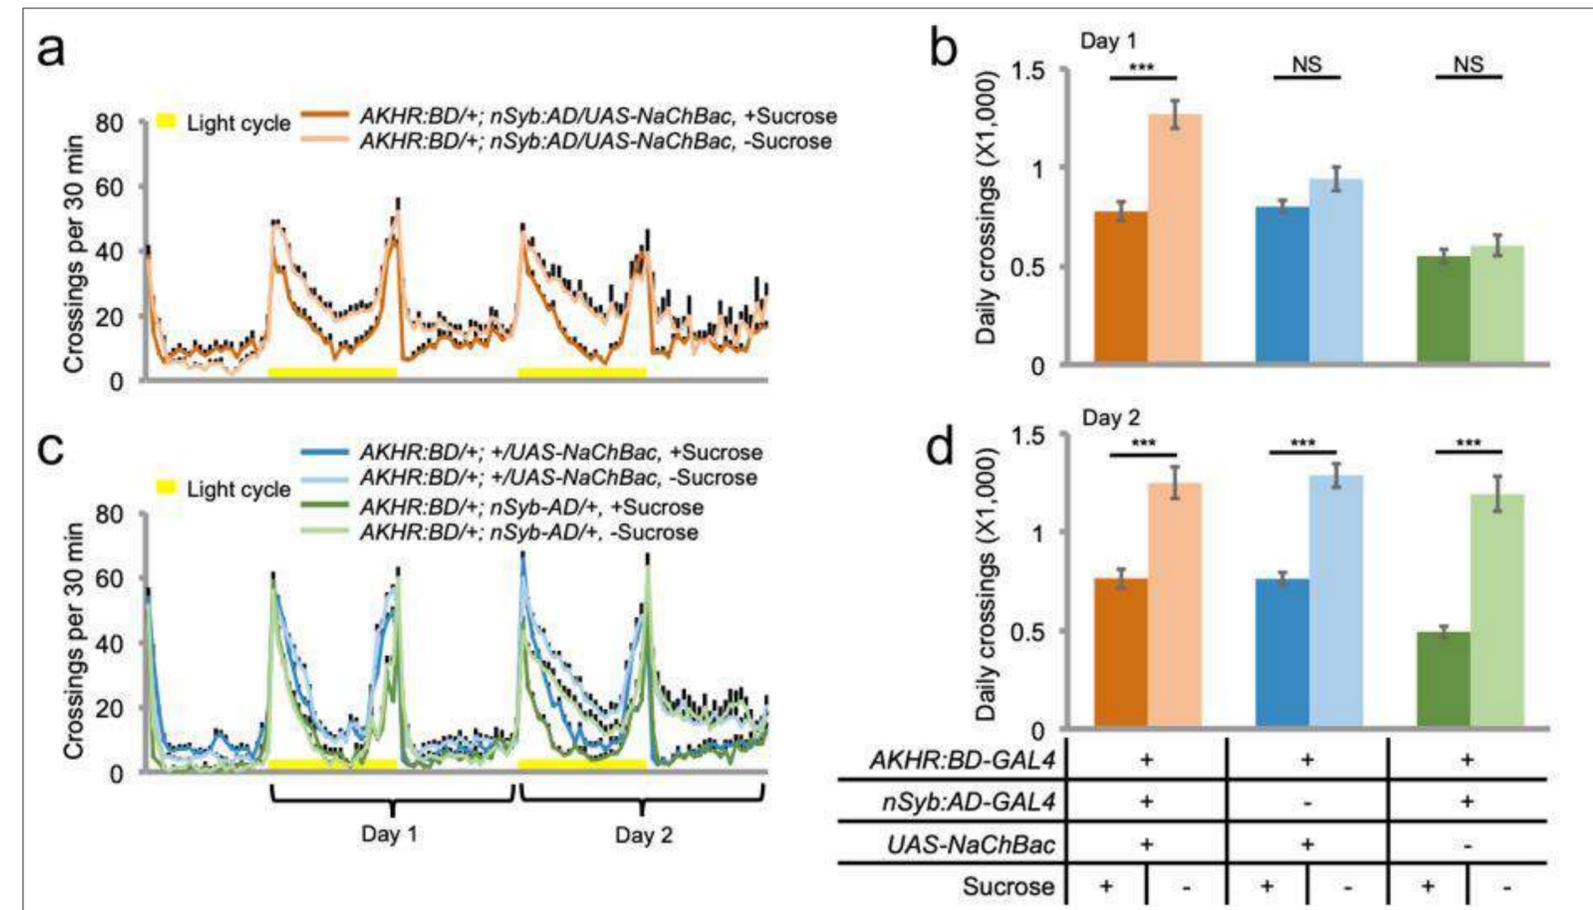 a
Light cycle
AKHR:BD/+; nSyb:AD/UAS-NaChBac, +Sucrose
AKHR:BD/+; nSyb:AD/UAS-NaChBac, -Sucrose
Crossings per 30 min
80
60
40
20
0
b
Day 1
Daily crossings (X1,000)
1.5
1
0.5
0
***
NS
NS
c
Light cycle
AKHR:BD/+; +/UAS-NaChBac, +Sucrose
AKHR:BD/+; +/UAS-NaChBac, -Sucrose
AKHR:BD/+; nSyb-AD/+, +Sucrose
AKHR:BD/+; nSyb-AD/+, -Sucrose
Crossings per 30 min
80
60
40
20
0
Day 1
Day 2
d
Day 2
Daily crossings (X1,000)
1.5
1
0.5
0
***
***
***
AKHR:BD-GAL4 + + +
nSyb:AD-GAL4 + - +
UAS-NaChBac + + -
Sucrose + - + - + -